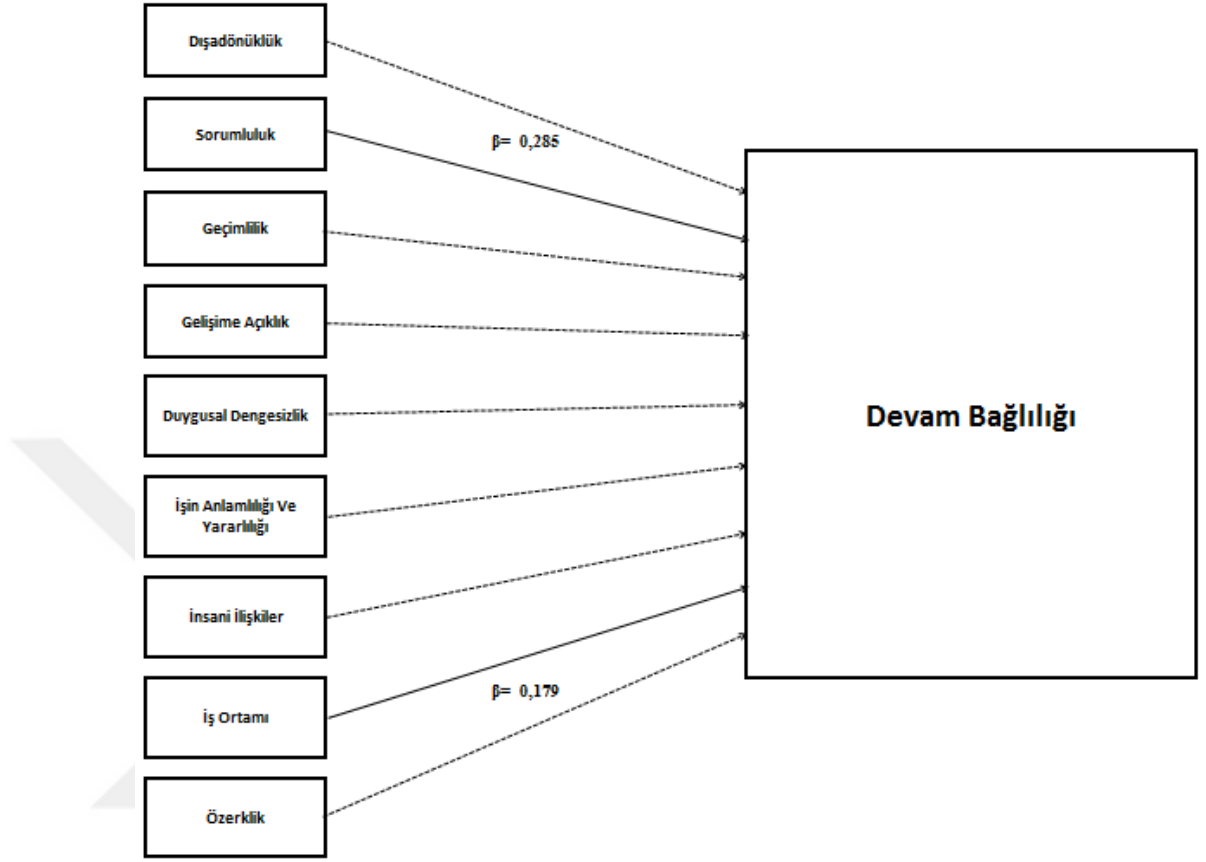 Dışadönüklük
Sorumluluk
β= 0,285
Geçimlilik
Gelişime Açıklık
Duygusal Dengesizlik
Devam Bağlılığı
İşin Anlamlılığı Ve
Yararlılığı
İnsani İlişkiler
İş Ortamı
β= 0,179
Özerklik